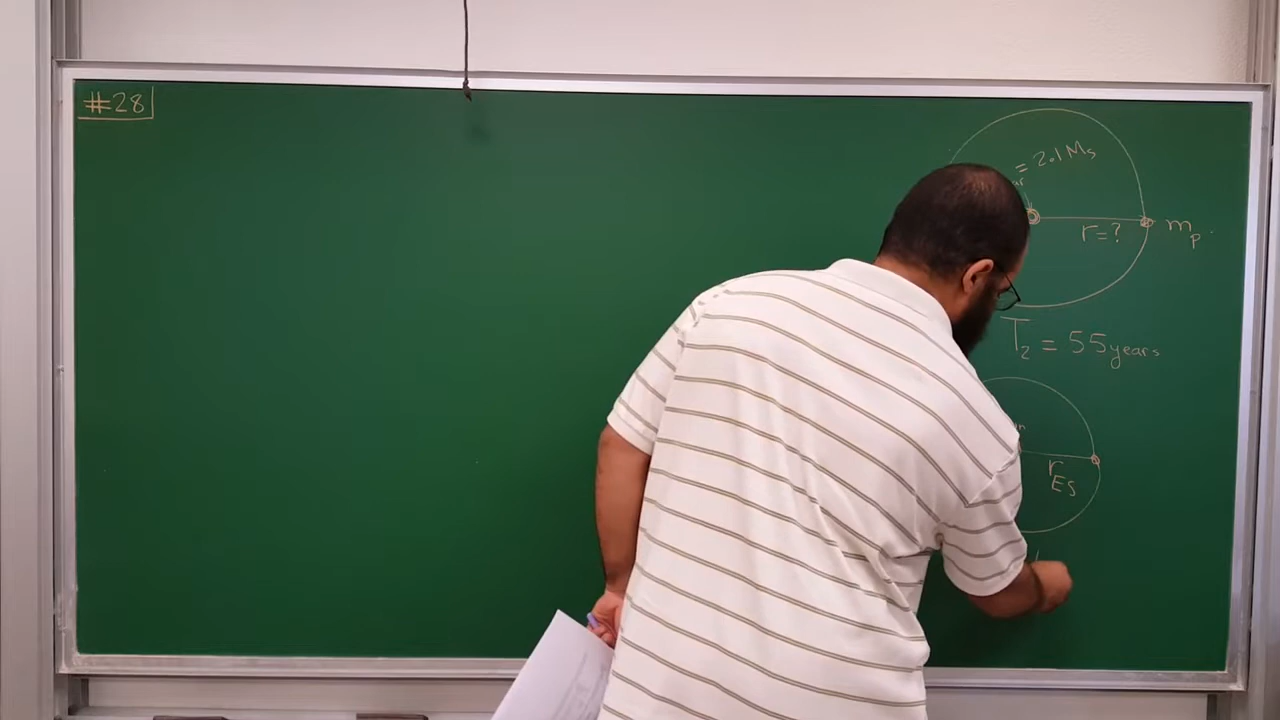 #28
= 2.1 Ms
r = ?
mp
T2 = 55 years
rES